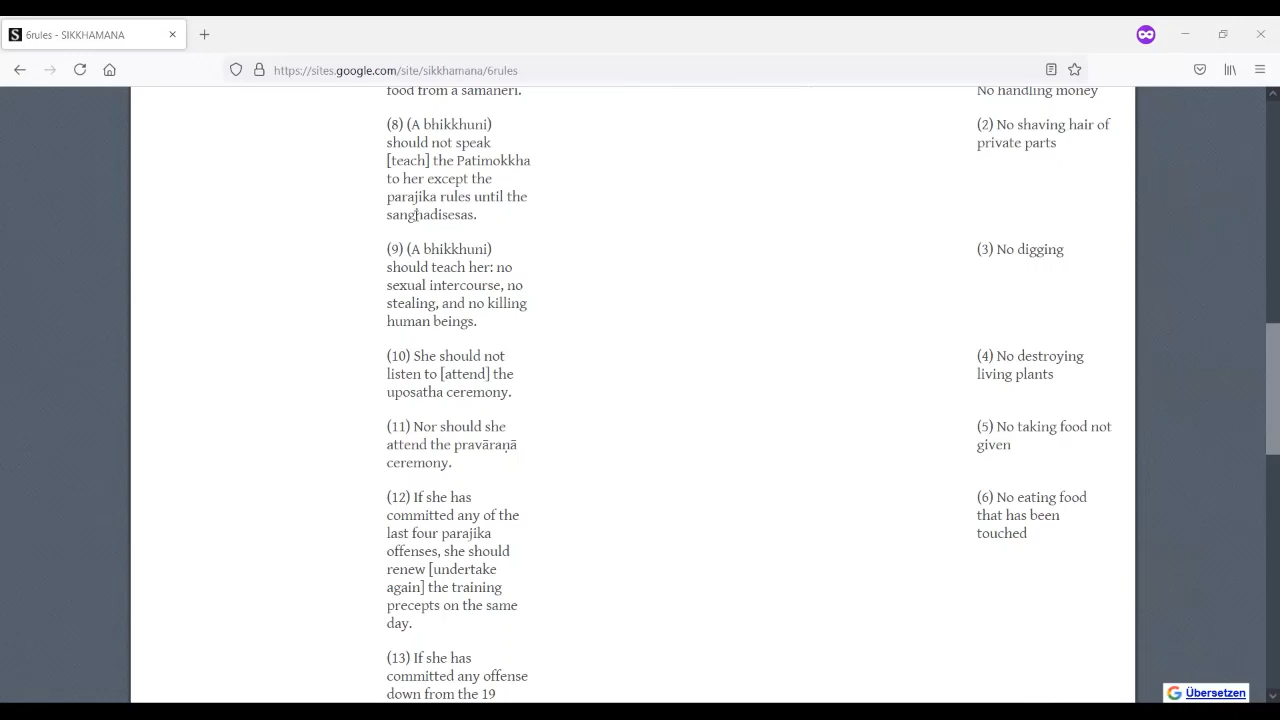 6rules - SIKKHAMANA
https://sites.google.com/site/sikkhamana/6rules
food from a samaneri.
(8) (A bhikkhuni)
should not speak
[teach] the Patimokkha
to her except the
parajika rules until the
sanghadisesas.
(9) (A bhikkhuni)
should teach her: no
sexual intercourse, no
stealing, and no killing
human beings.
(10) She should not
listen to [attend] the
uposatha ceremony.
(11) Nor should she
attend the pravāraṇā
ceremony.
(12) If she has
committed any of the
last four parajika
offenses, she should
renew [undertake
again] the training
precepts on the same
day.
(13) If she has
committed any offense
down from the 19
No handling money
(2) No shaving hair of
private parts
(3) No digging
(4) No destroying
living plants
(5) No taking food not
given
(6) No eating food
that has been
touched
Übersetzen